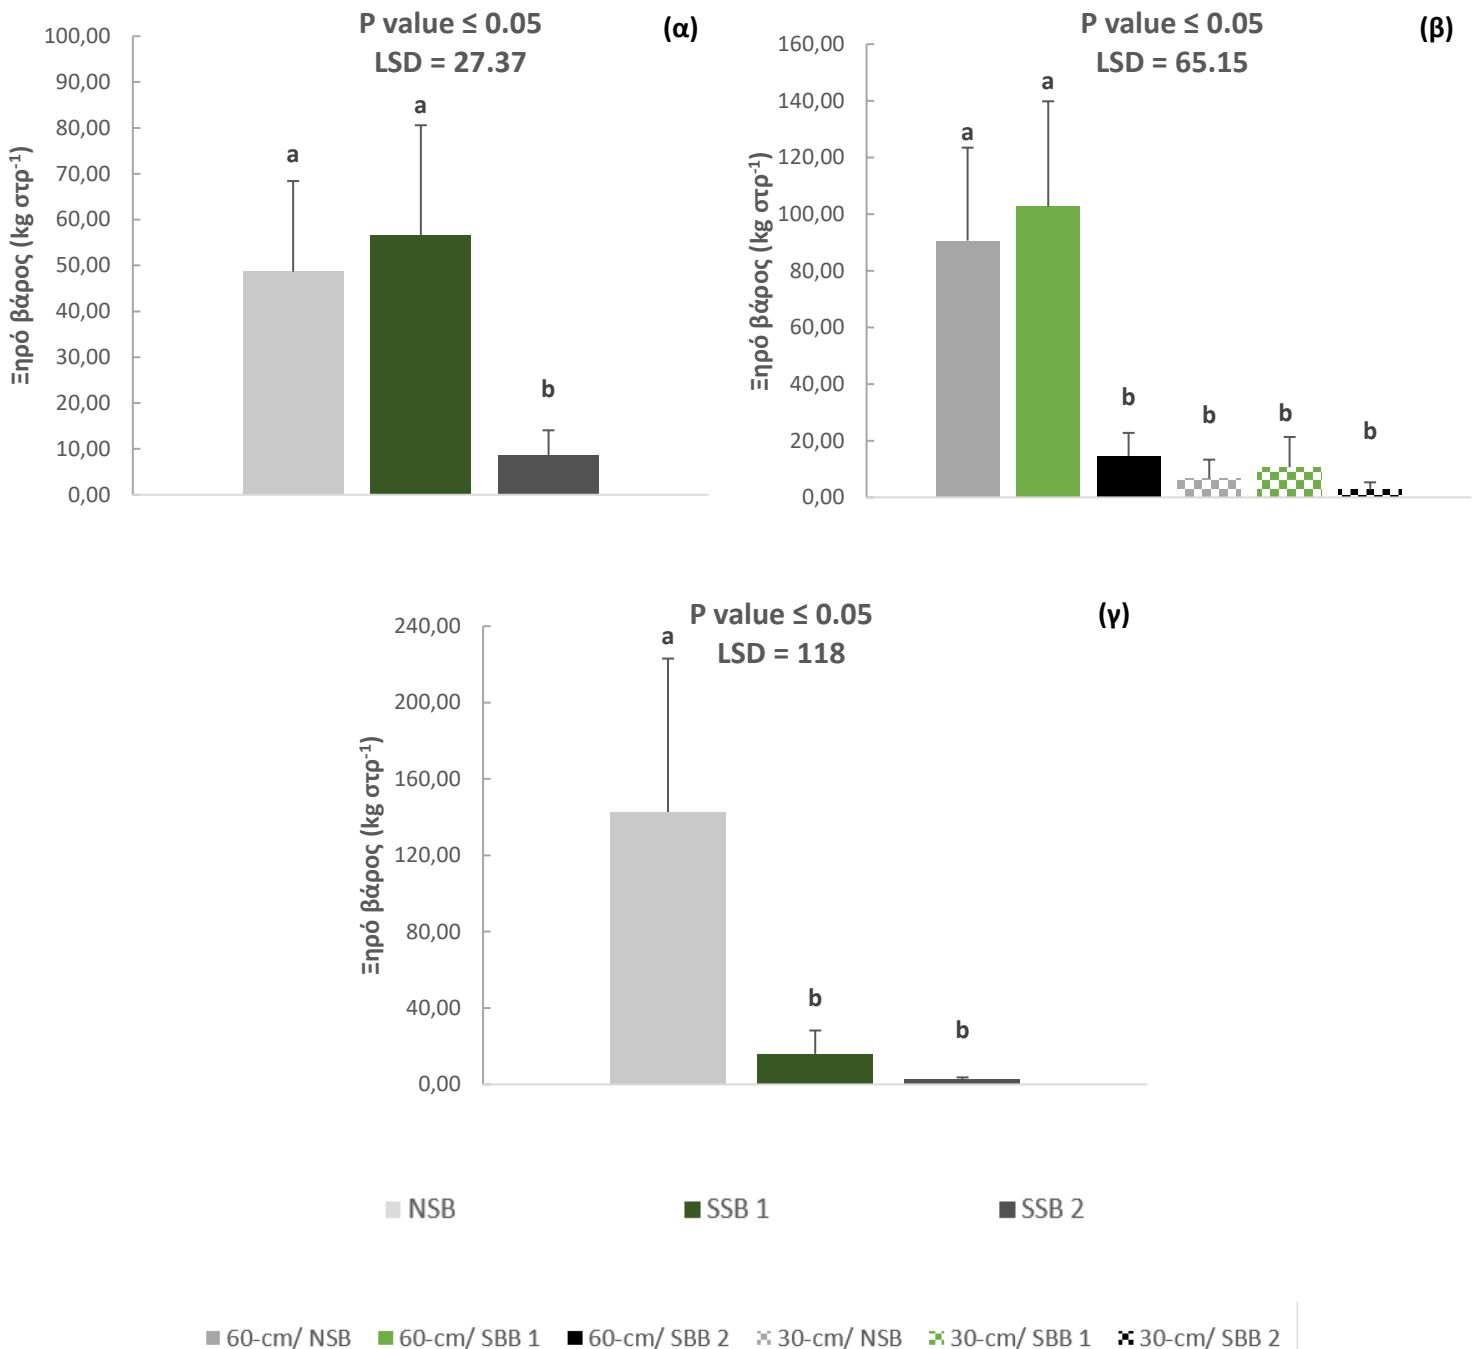 P value ≤ 0.05
LSD = 27.37
(α)
Ξηρό βάρος (kg στρ⁻¹)
100,00
90,00
80,00
70,00
60,00
50,00
40,00
30,00
20,00
10,00
0,00
a
a
b
P value ≤ 0.05
LSD = 65.15
(β)
Ξηρό βάρος (kg στρ⁻¹)
160,00
140,00
120,00
100,00
80,00
60,00
40,00
20,00
0,00
a
a
b
b
b
b
P value ≤ 0.05
LSD = 118
(γ)
Ξηρό βάρος (kg στρ⁻¹)
240,00
200,00
160,00
120,00
80,00
40,00
0,00
a
b
b
NSB SSB 1 SSB 2
60-cm/ NSB 60-cm/ SBB 1 60-cm/ SBB 2 30-cm/ NSB 30-cm/ SBB 1 30-cm/ SBB 2